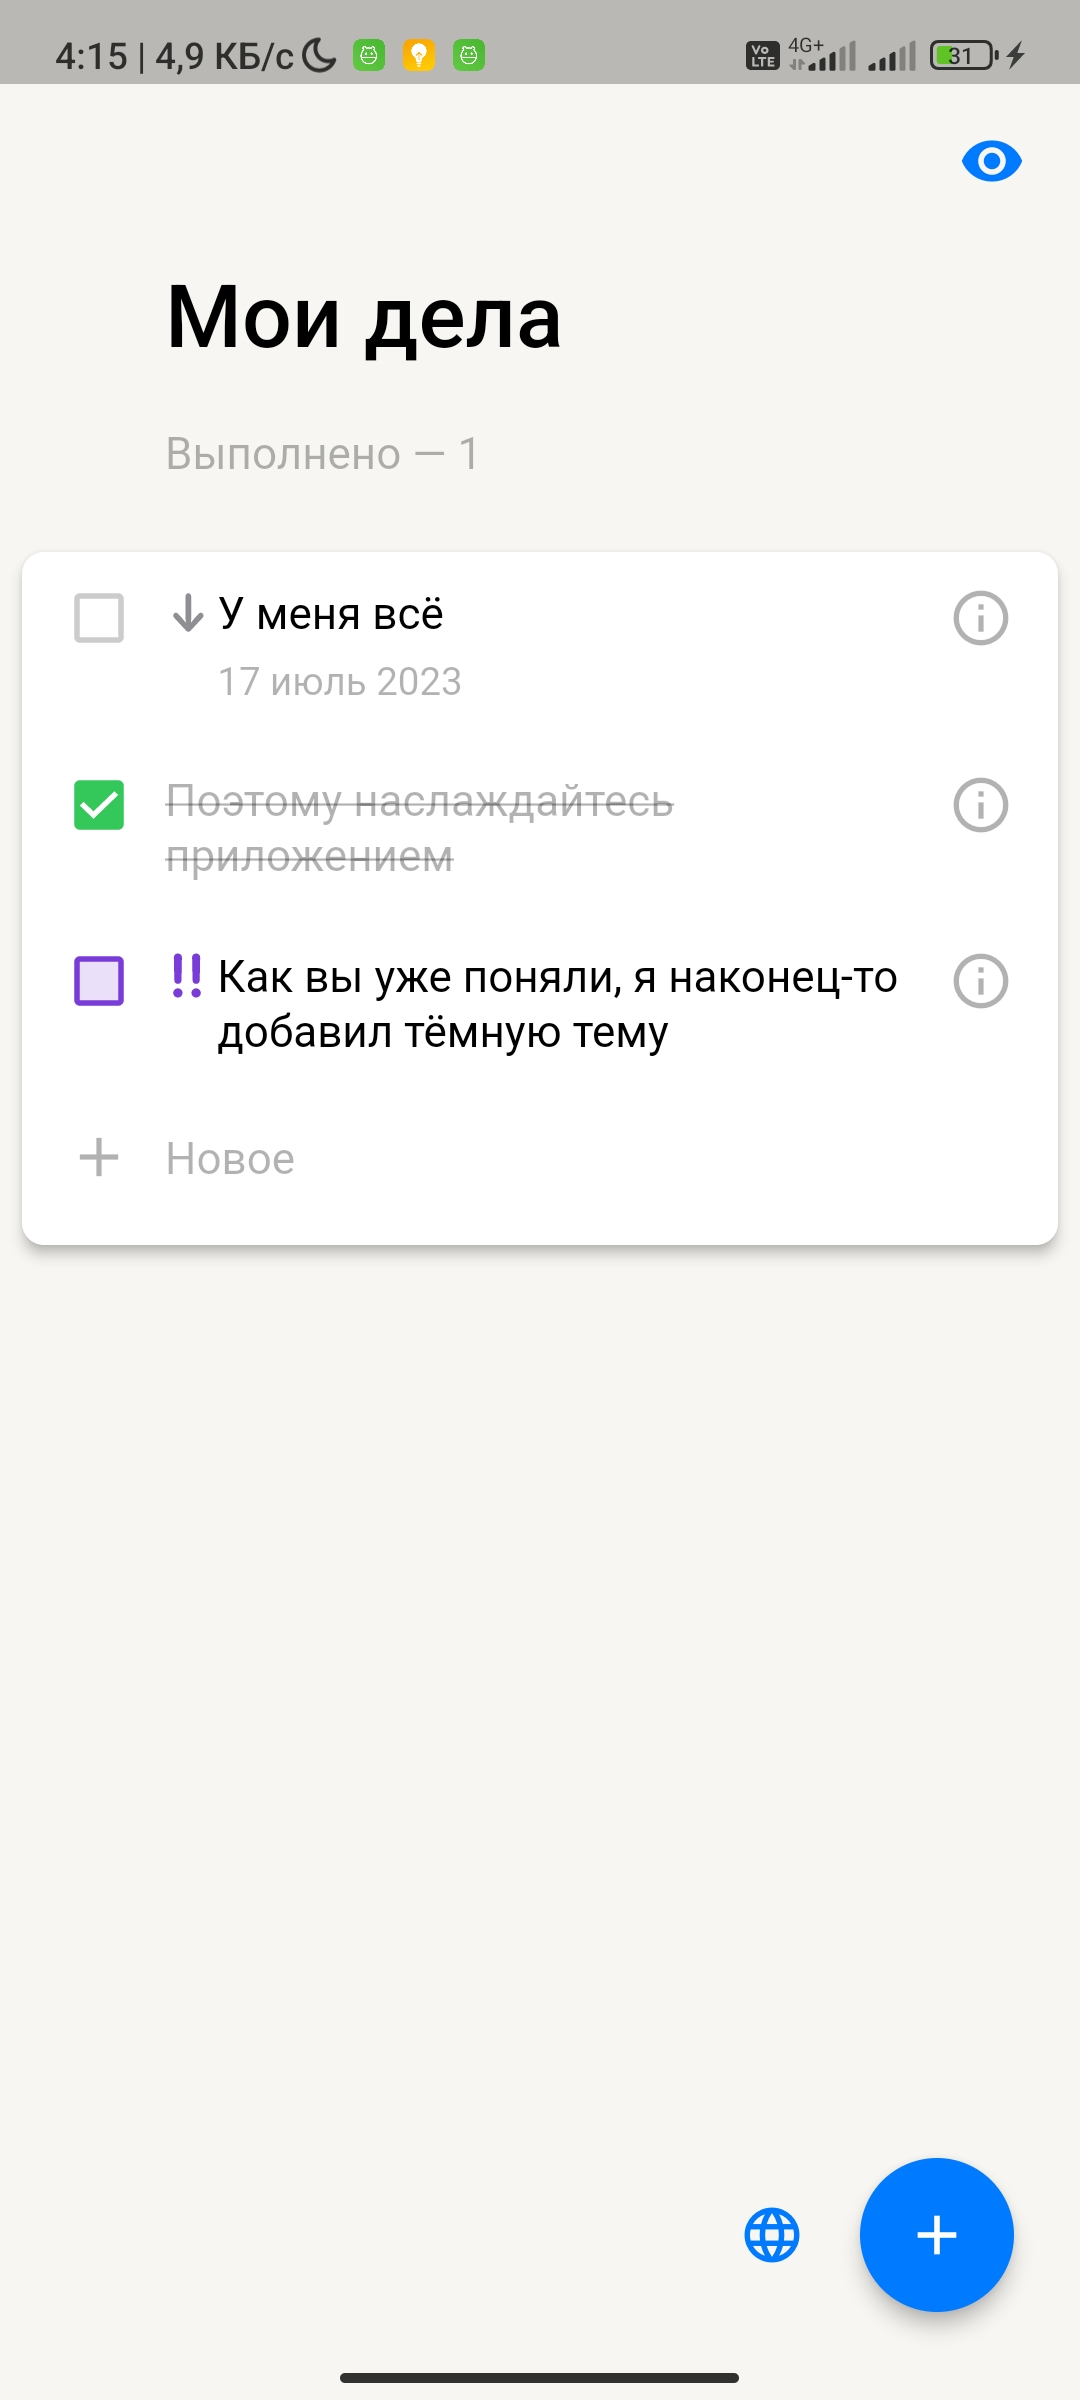 4:15 | 4,9 КБ/с
Vo LTE 4G+ 31
Мои дела
Выполнено — 1
У меня всё
17 июль 2023
Поэтому наслаждайтесь
приложением
!! Как вы уже поняли, я наконец-то
добавил тёмную тему
Новое